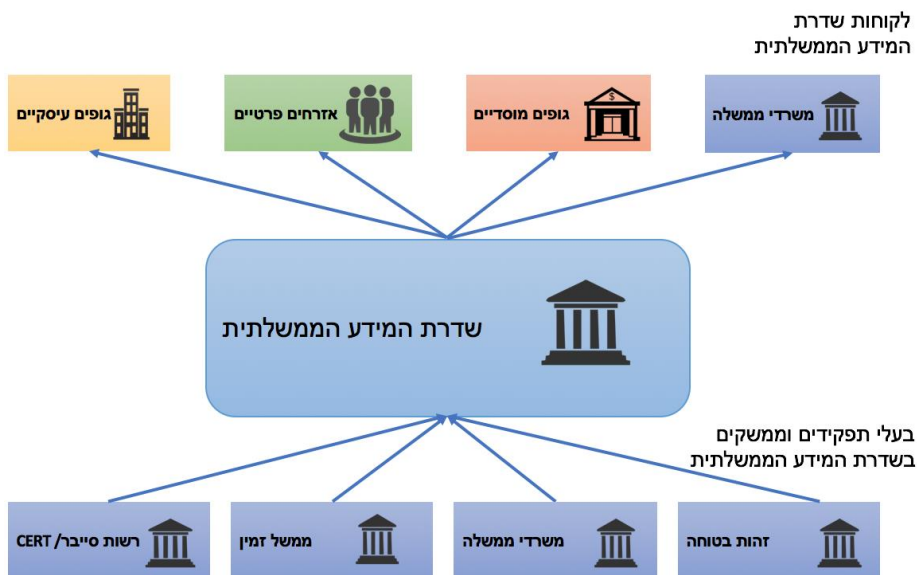 לקוחות שדרת
המידע הממשלתית
משרדי ממשלה
גופים מוסדיים
$
אזרחים פרטיים
גופים עיסקיים
שדרת המידע הממשלתית
בעלי תפקידים וממשקים
בשדרת המידע הממשלתית
זהות בטוחה
משרדי ממשלה
ממשל זמין
רשות סייבר/ CERT